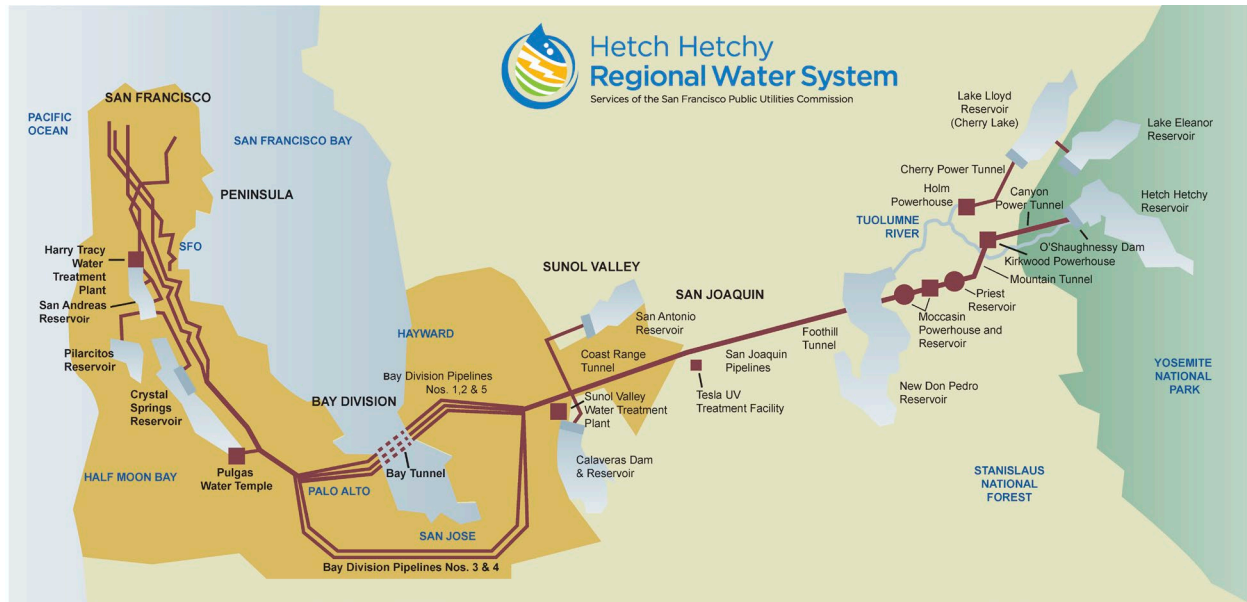 Hetch Hetchy
Regional Water System
Services of the San Francisco Public Utilities Commission
SAN FRANCISCO
PACIFIC
OCEAN
SAN FRANCISCO BAY
PENINSULA
SFO
Harry Tracy
Water
Treatment
Plant
San Andreas
Reservoir
Pilarcitos
Reservoir
Crystal
Springs
Reservoir
HALF MOON BAY
Pulgas
Water Temple
PALO ALTO
BAY DIVISION
Bay Tunnel
SAN JOSE
Bay Division Pipelines Nos. 3 & 4
HAYWARD
Bay Division Pipelines
Nos. 1,2 & 5
SUNOL VALLEY
San Antonio
Reservoir
Coast Range
Tunnel
Sunol Valley
Water Treatment
Plant
Calaveras Dam
& Reservoir
SAN JOAQUIN
San Joaquin
Pipelines
Tesla UV
Treatment Facility
Foothill
Tunnel
New Don Pedro
Reservoir
Moccasin
Powerhouse and
Reservoir
Priest
Reservoir
Mountain Tunnel
Kirkwood Powerhouse
O'Shaughnessy Dam
TUOLUMNE
RIVER
Holm
Powerhouse
Cherry Power Tunnel
Canyon
Power Tunnel
Lake Lloyd
Reservoir
(Cherry Lake)
Lake Eleanor
Reservoir
Hetch Hetchy
Reservoir
YOSEMITE
NATIONAL
PARK
STANISLAUS
NATIONAL
FOREST